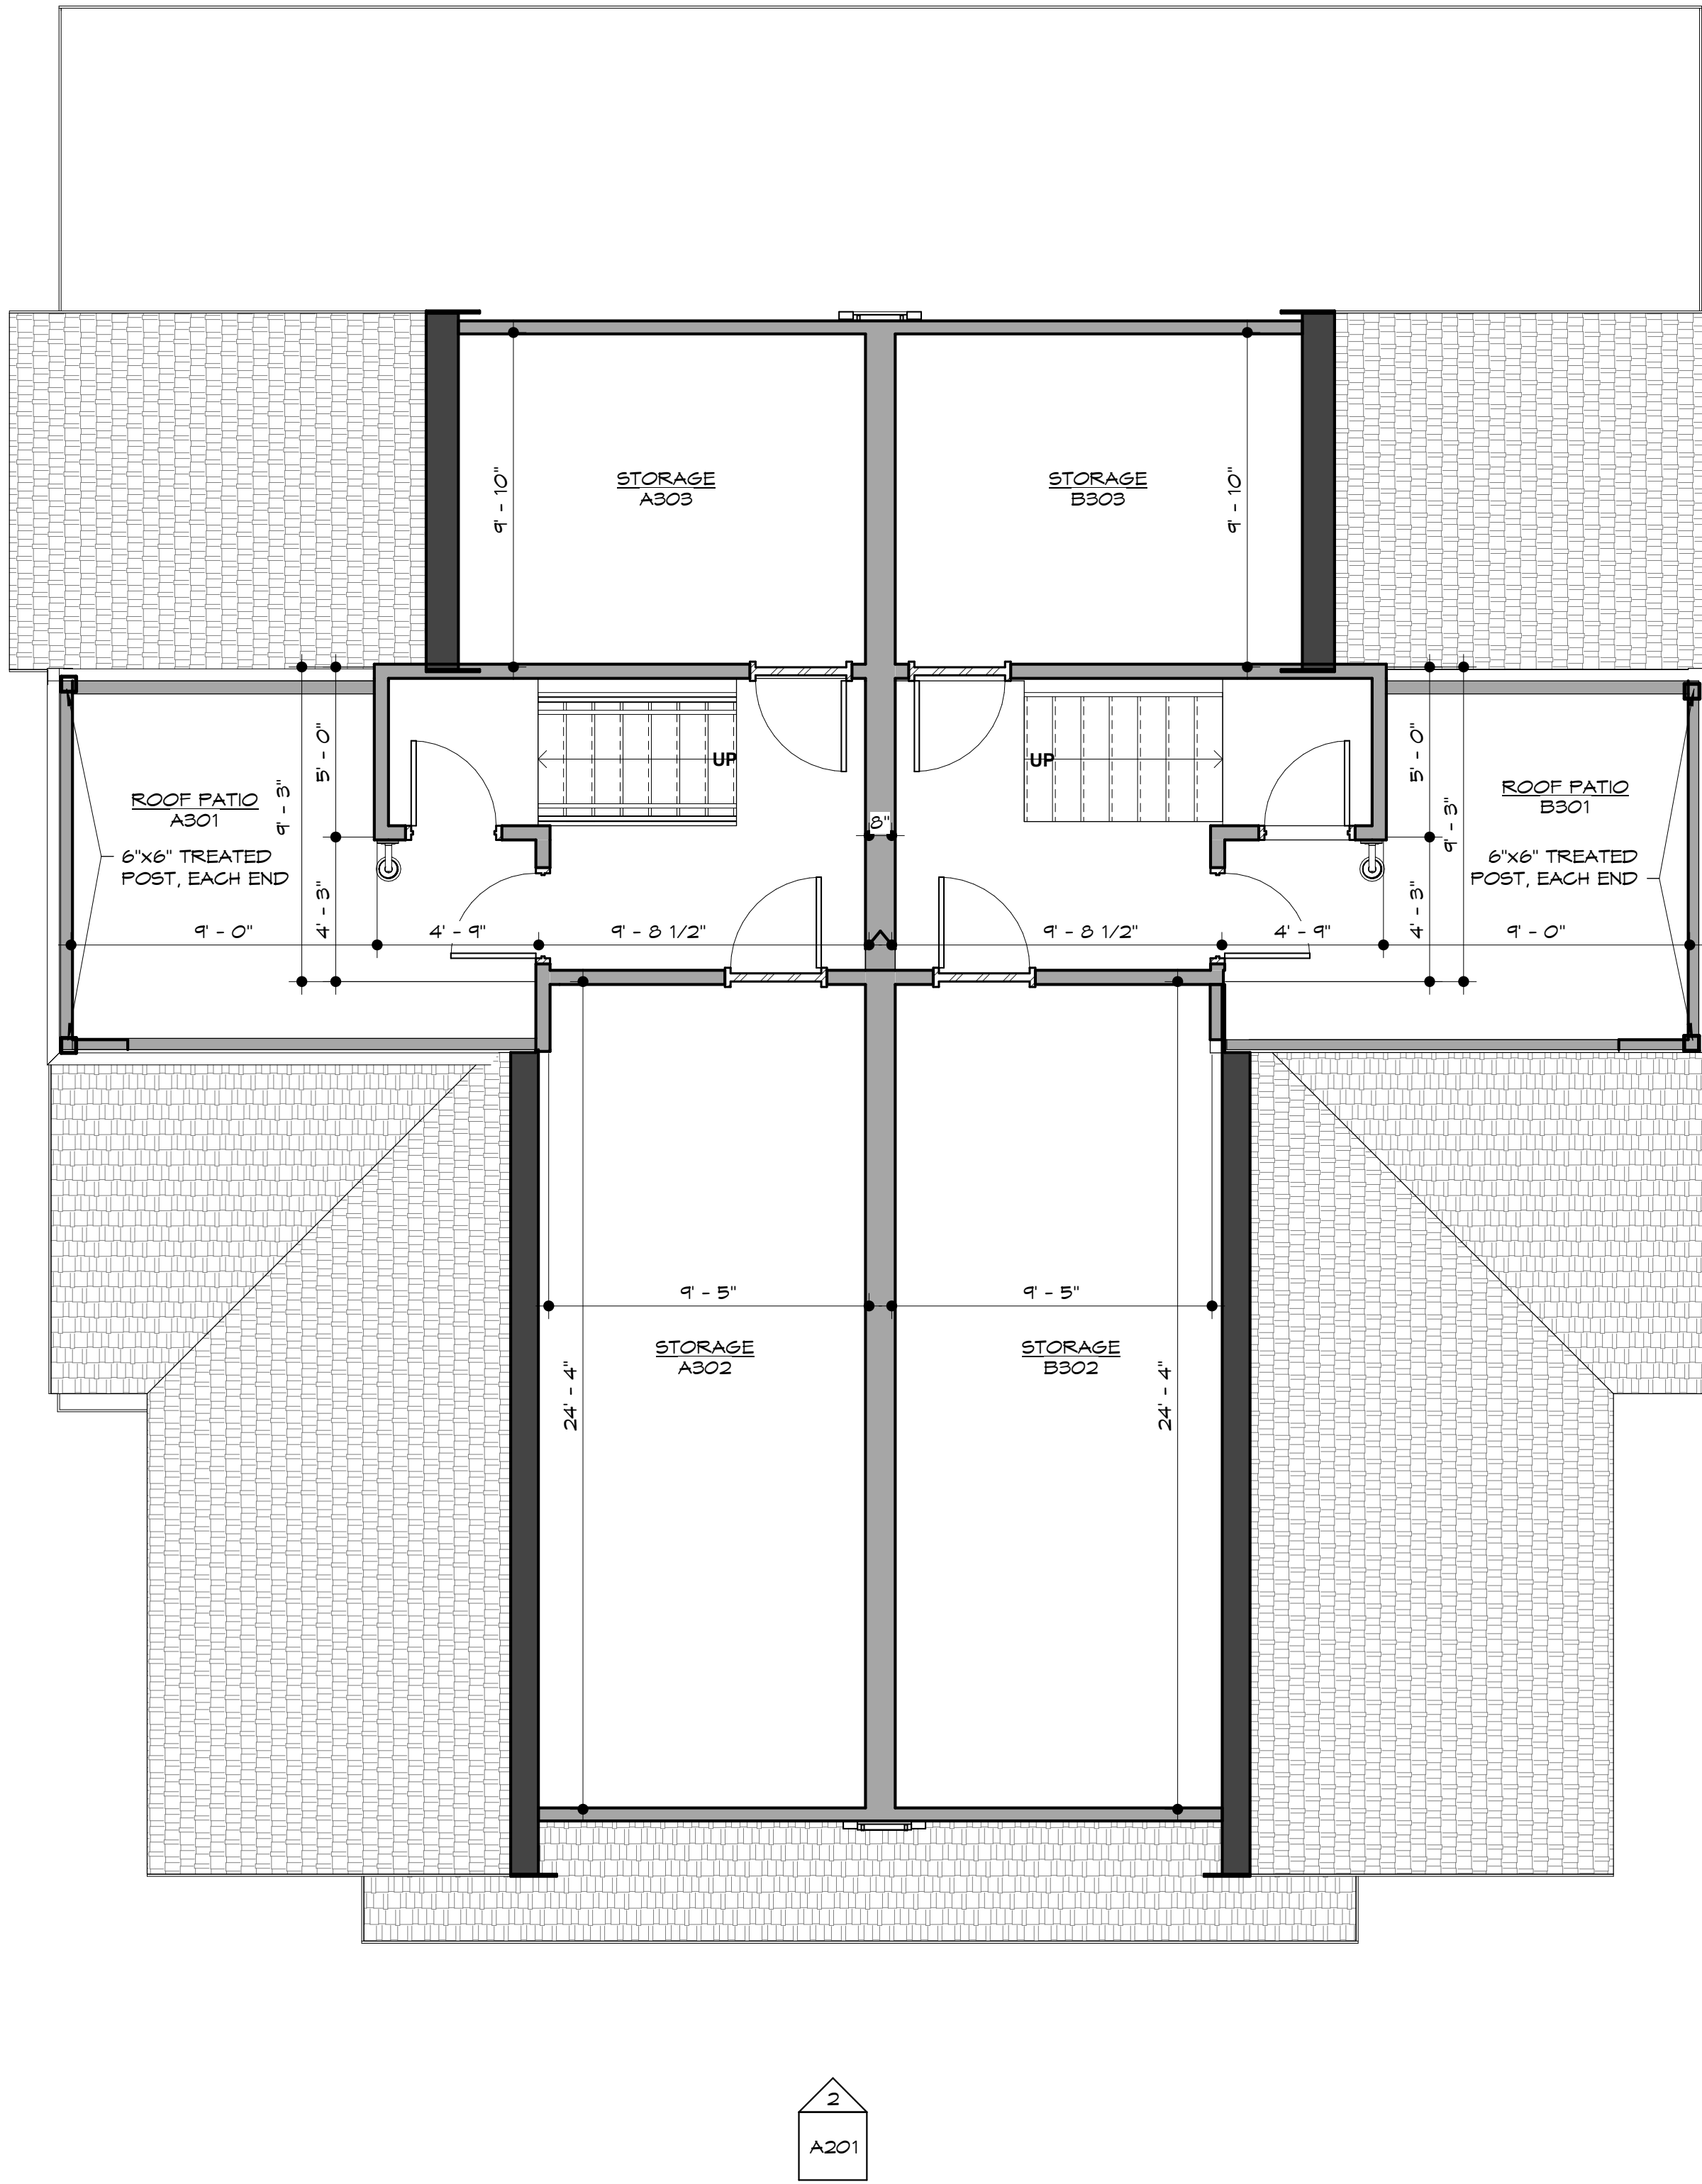 STORAGE
A303
STORAGE
B303
9' - 10"
9' - 10"
UP
UP
ROOF PATIO
A301
6"x6" TREATED
POST, EACH END
9' - 3"
5' - 0"
4' - 3"
8"
5' - 0"
9' - 3"
4' - 3"
ROOF PATIO
B301
6"x6" TREATED
POST, EACH END
9' - 0"
4' - 9"
9' - 8 1/2"
9' - 8 1/2"
4' - 9"
9' - 0"
9' - 5"
9' - 5"
STORAGE
A302
STORAGE
B302
24' - 4"
24' - 4"
2
A201